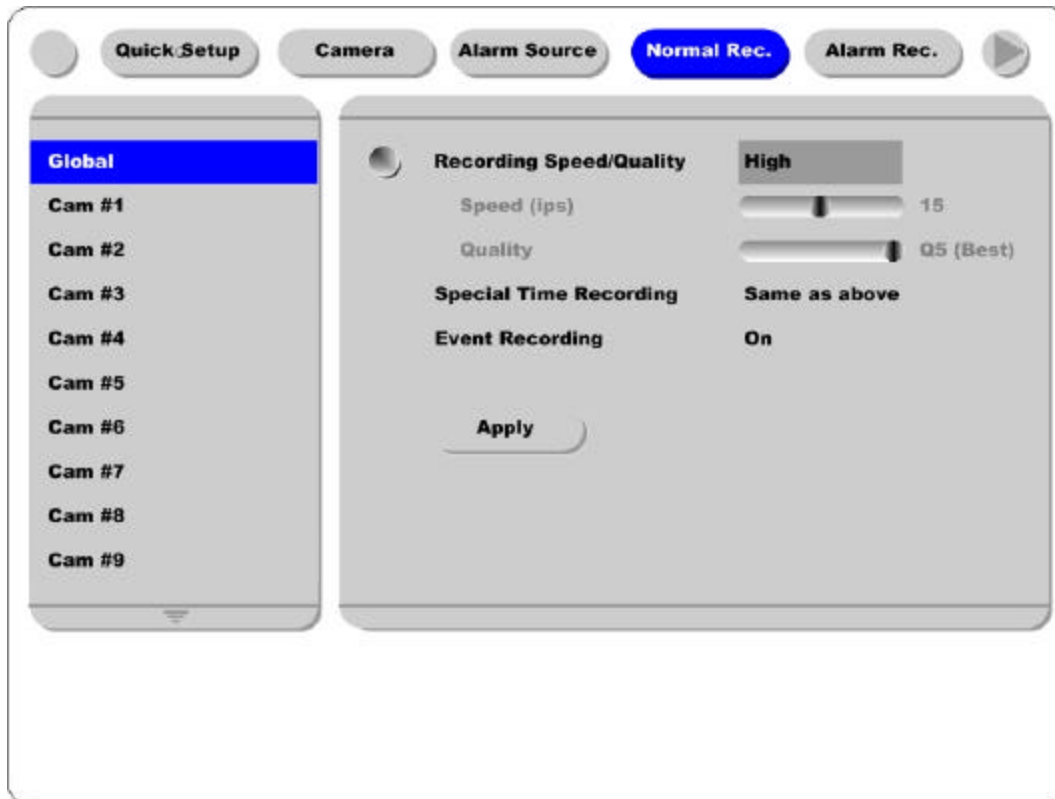 Quick Setup
Camera
Alarm Source
Normal Rec.
Alarm Rec.
Global
Cam #1
Cam #2
Cam #3
Cam #4
Cam #5
Cam #6
Cam #7
Cam #8
Cam #9
Recording Speed/Quality High
Speed (ips) 15
Quality Q5 (Best)
Special Time Recording Same as above
Event Recording On
Apply